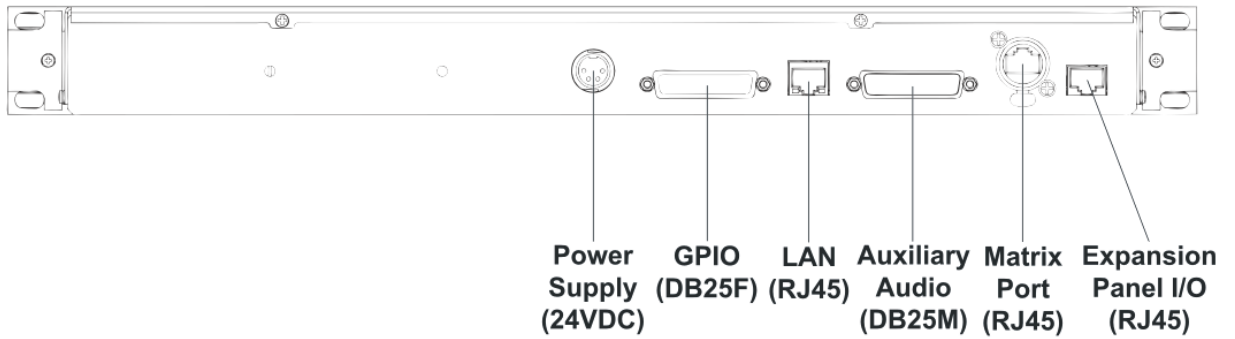 Power
Supply
(24VDC)
GPIO
(DB25F)
LAN
(RJ45)
Auxiliary
Audio
(DB25M)
Matrix
Port
(RJ45)
Expansion
Panel I/O
(RJ45)